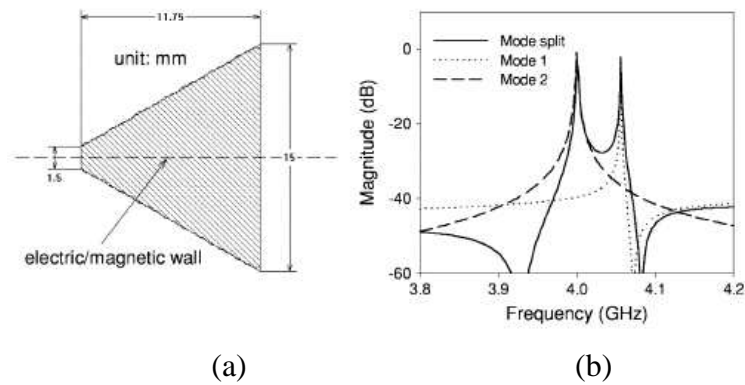 11.75
unit: mm
1.5
15
electric/magnetic wall
(a)
Mode split
Mode 1
Mode 2
Magnitude (dB)
0
-20
-40
-60
3.8
3.9
4.0
4.1
4.2
Frequency (GHz)
(b)